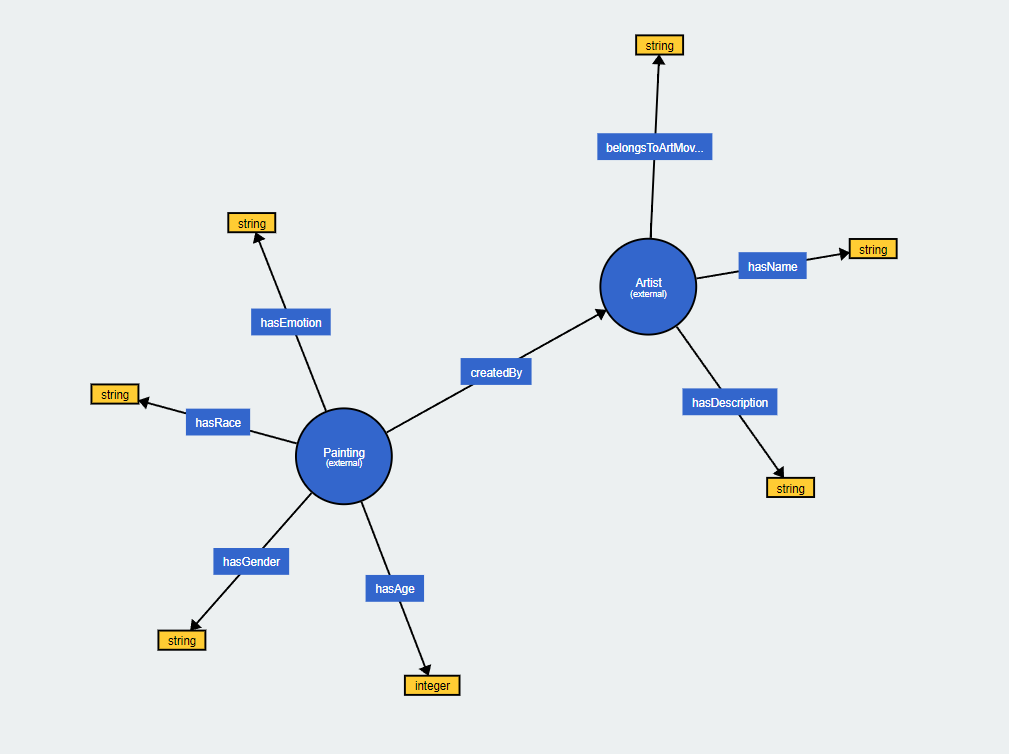 string
belongsToArtMov...
string
hasName
string
Artist
(external)
hasEmotion
createdBy
string
hasRace
hasDescription
Painting
(external)
string
hasGender
hasAge
string
integer